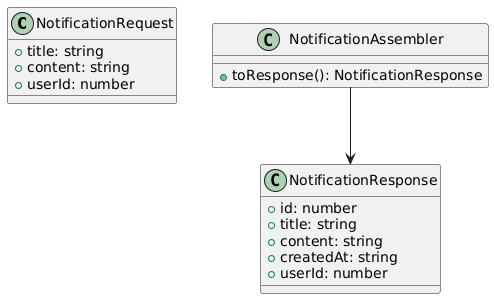 C NotificationRequest
title: string
content: string
userId: number
C NotificationAssembler
toResponse(): NotificationResponse
C NotificationResponse
id: number
title: string
content: string
createdAt: string
userId: number